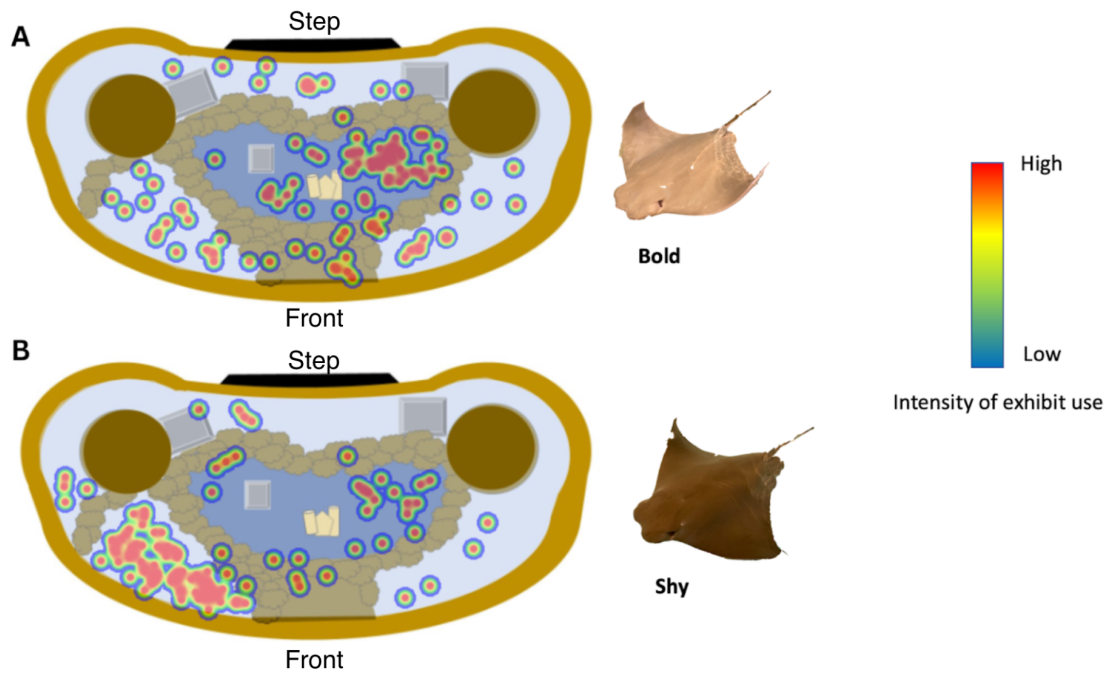 A
Step
Bold
Front
High
Low
Intensity of exhibit use
B
Step
Shy
Front